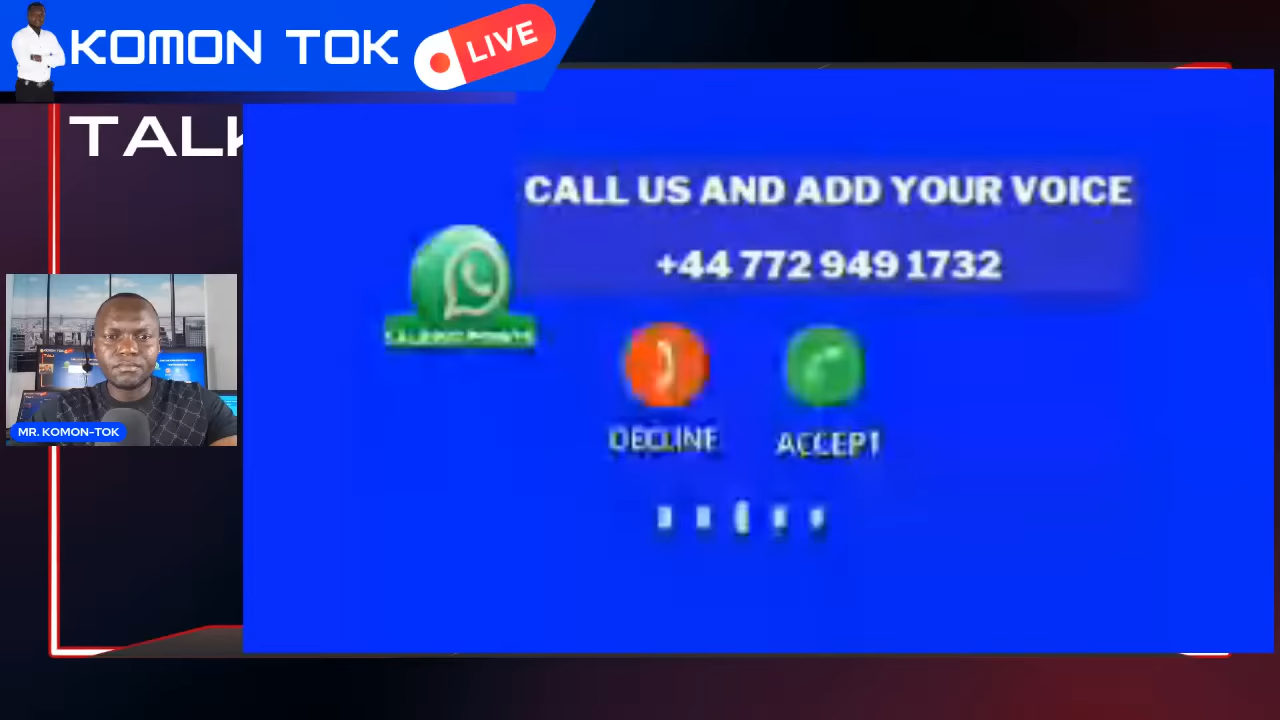 KOMON TOK
LIVE
TALK
CALL US AND ADD YOUR VOICE
+44 772 949 1732
DECLINE
ACCEPT
MR. KOMON-TOK